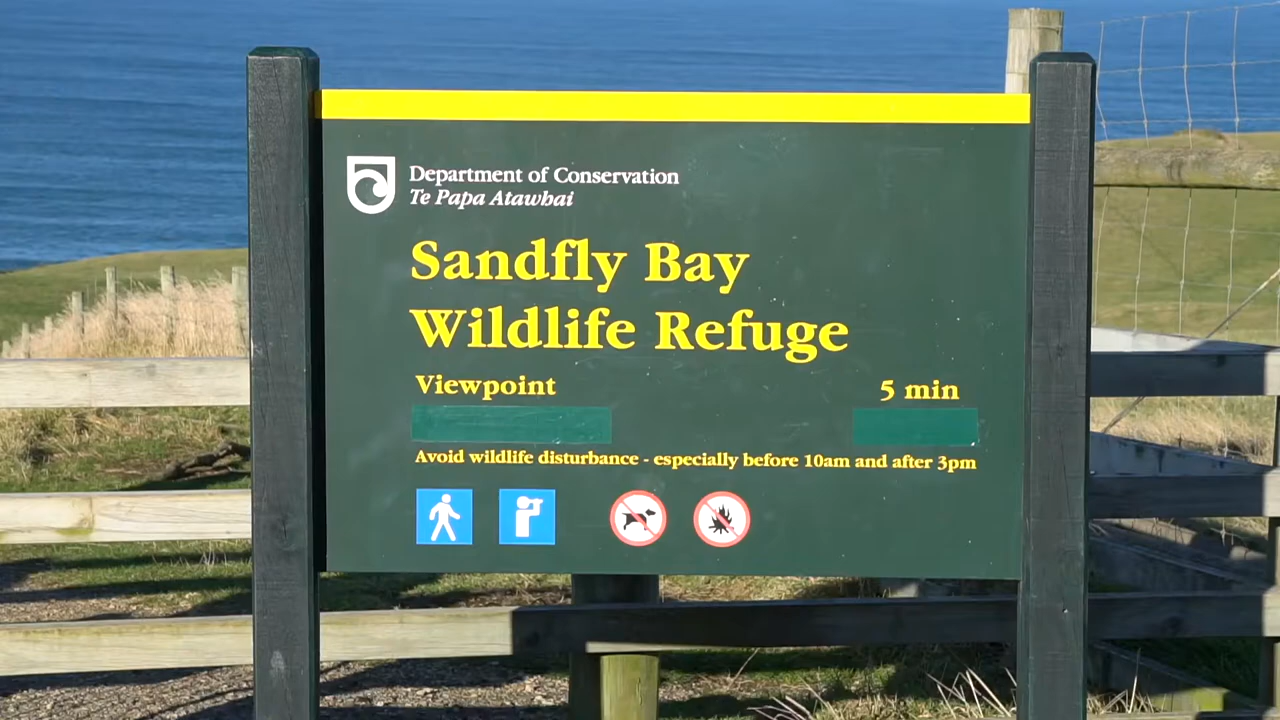 Department of Conservation
Te Papa Atawhai
Sandfly Bay
Wildlife Refuge
Viewpoint 5 min
Avoid wildlife disturbance - especially before 10am and after 3pm